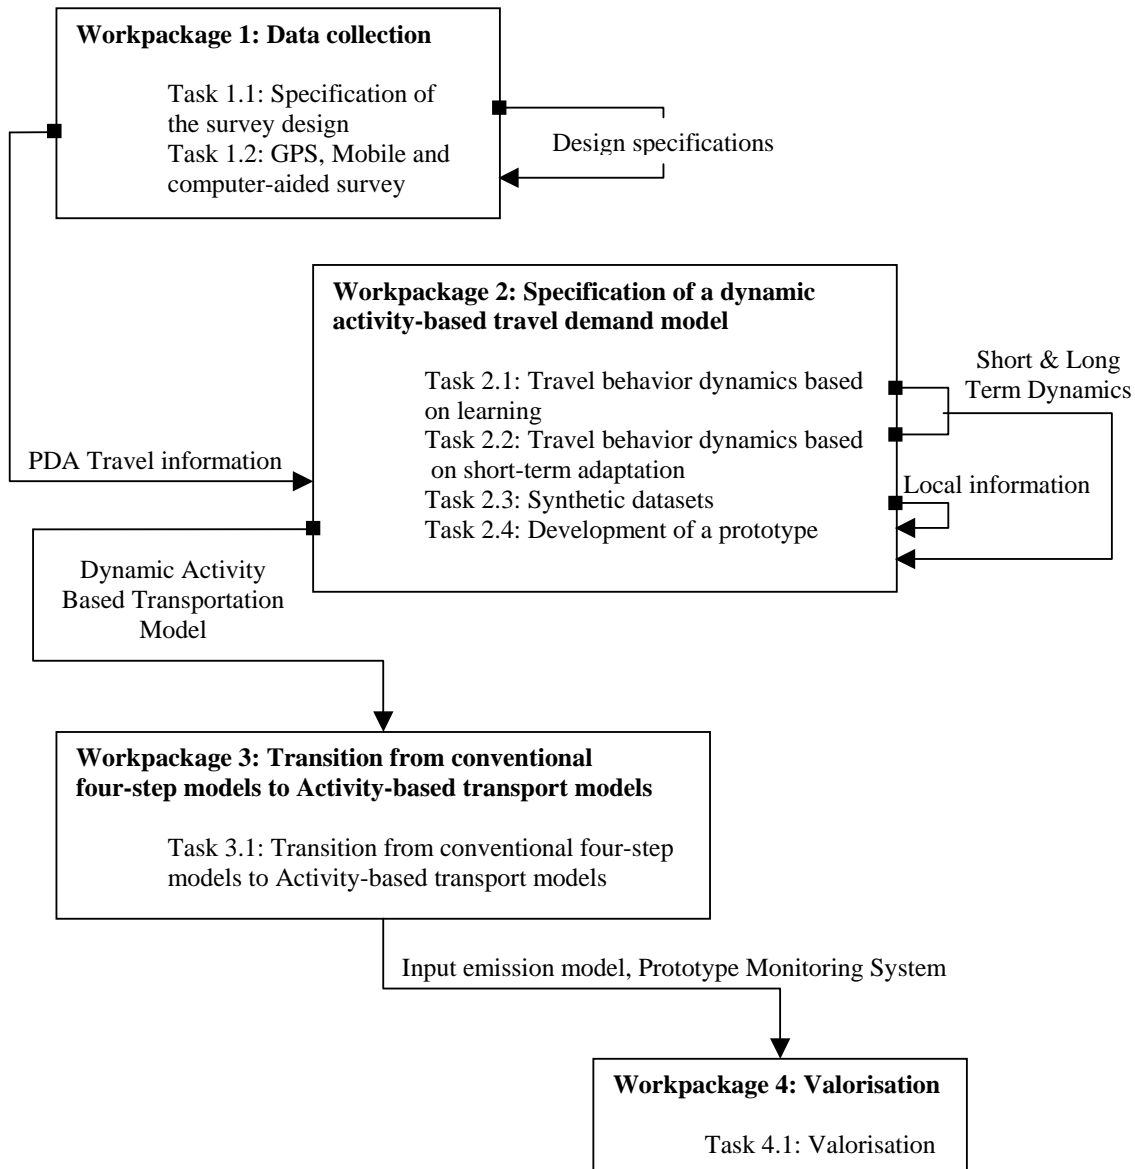 Workpackage 1: Data collection
Task 1.1: Specification of
the survey design
Task 1.2: GPS, Mobile and
computer-aided survey
Design specifications
Workpackage 2: Specification of a dynamic
activity-based travel demand model
Task 2.1: Travel behavior dynamics based
on learning
Task 2.2: Travel behavior dynamics based
on short-term adaptation
Task 2.3: Synthetic datasets
Task 2.4: Development of a prototype
Short & Long
Term Dynamics
Local information
PDA Travel information
Dynamic Activity
Based Transportation
Model
Workpackage 3: Transition from conventional
four-step models to Activity-based transport models
Task 3.1: Transition from conventional four-step
models to Activity-based transport models
Input emission model, Prototype Monitoring System
Workpackage 4: Valorisation
Task 4.1: Valorisation